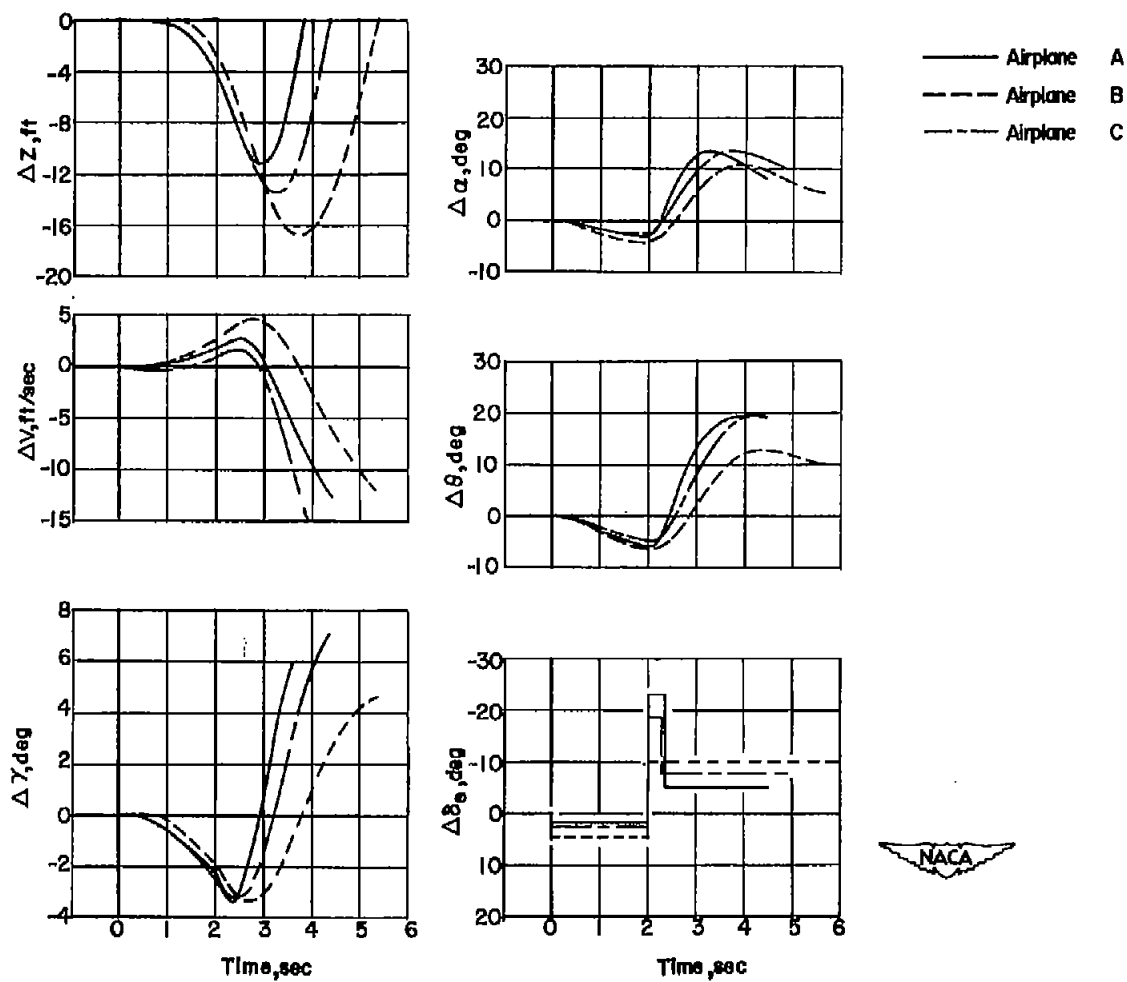 0
-4
-8
-12
-16
-20
ΔZ,ft
5
0
-5
-10
-15
ΔV,ft/sec
8
6
4
2
0
-2
-4
Δγ,deg
0 1 2 3 4 5 6
Time,sec
30
20
10
0
-10
Δα,deg
30
20
10
0
-10
Δθ,deg
-30
-20
-10
0
10
20
Δδe,deg
0 1 2 3 4 5 6
Time,sec
Airplane A
Airplane B
Airplane C
NACA